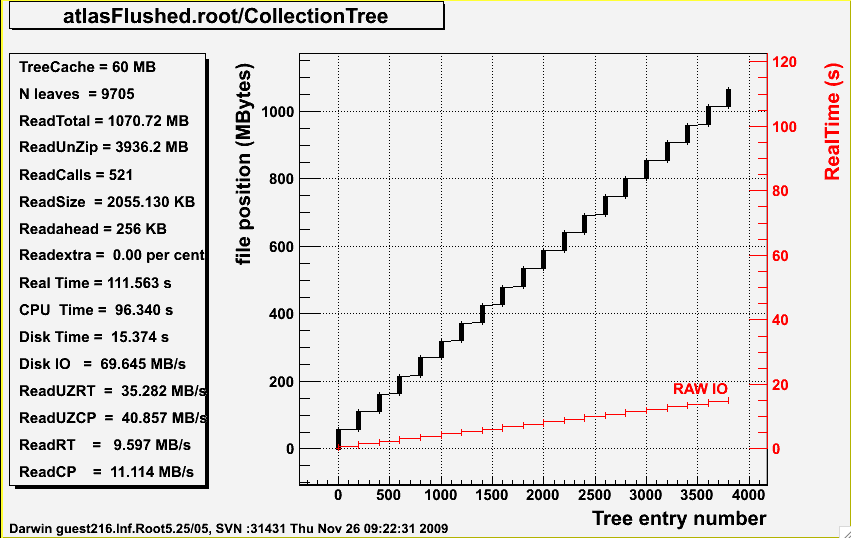 atlasFlushed.root/CollectionTree
TreeCache = 60 MB
N leaves = 9705
ReadTotal = 1070.72 MB
ReadUnZip = 3936.2 MB
ReadCalls = 521
ReadSize = 2055.130 KB
Readahead = 256 KB
Readextra = 0.00 per cent
Real Time = 111.563 s
CPU Time = 96.340 s
Disk Time = 15.374 s
Disk IO = 69.645 MB/s
ReadUZRT = 35.282 MB/s
ReadUZCP = 40.857 MB/s
ReadRT = 9.597 MB/s
ReadCP = 11.114 MB/s
file position (MBytes)
1000
800
600
400
200
0
0 500 1000 1500 2000 2500 3000 3500 4000
Tree entry number
RAW IO
RealTime (s)
120
100
80
60
40
20
0
Darwin guest216.lnf.Root5.25/05, SVN :31431 Thu Nov 26 09:22:31 2009